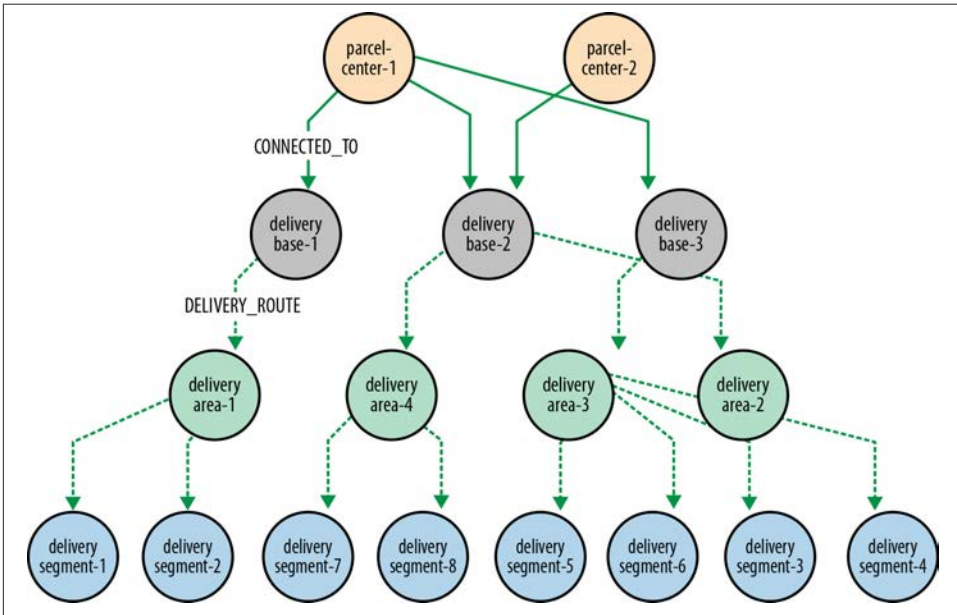 parcel-
center-1
parcel-
center-2
CONNECTED_TO
delivery
base-1
delivery
base-2
delivery
base-3
DELIVERY_ROUTE
delivery
area-1
delivery
area-4
delivery
area-3
delivery
area-2
delivery
segment-1
delivery
segment-2
delivery
segment-7
delivery
segment-8
delivery
segment-5
delivery
segment-6
delivery
segment-3
delivery
segment-4